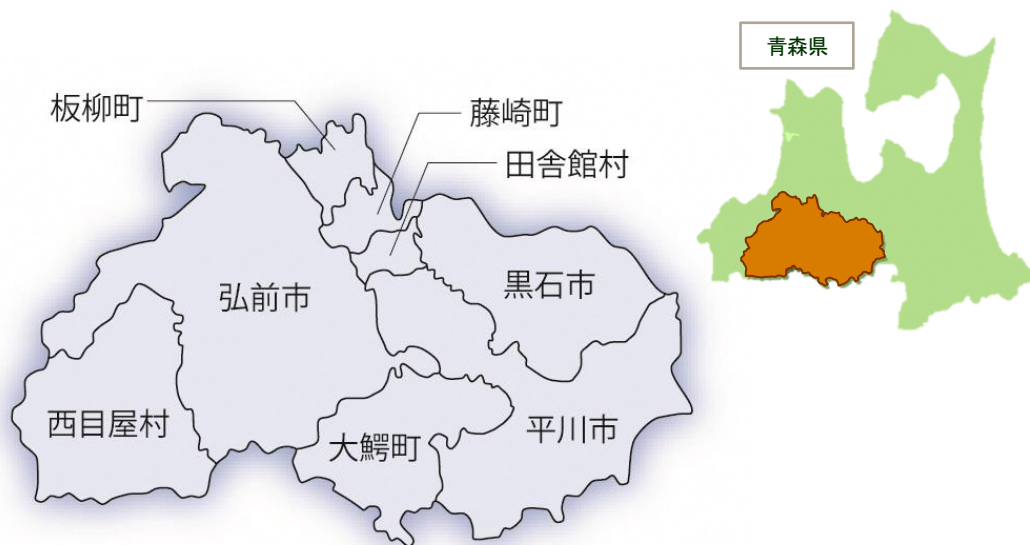 青森県
板柳町
藤崎町
田舎館村
黒石市
弘前市
西目屋村
大鰐町
平川市